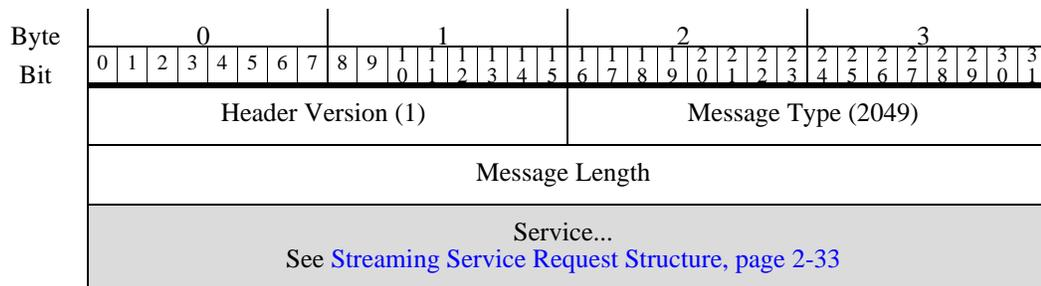 Byte 0 1 2 3
Bit 0 1 2 3 4 5 6 7 8 9 10 11 12 13 14 15 16 17 18 19 20 21 22 23 24 25 26 27 28 29 30 31
Header Version (1) Message Type (2049)
Message Length
Service...
See Streaming Service Request Structure, page 2-33